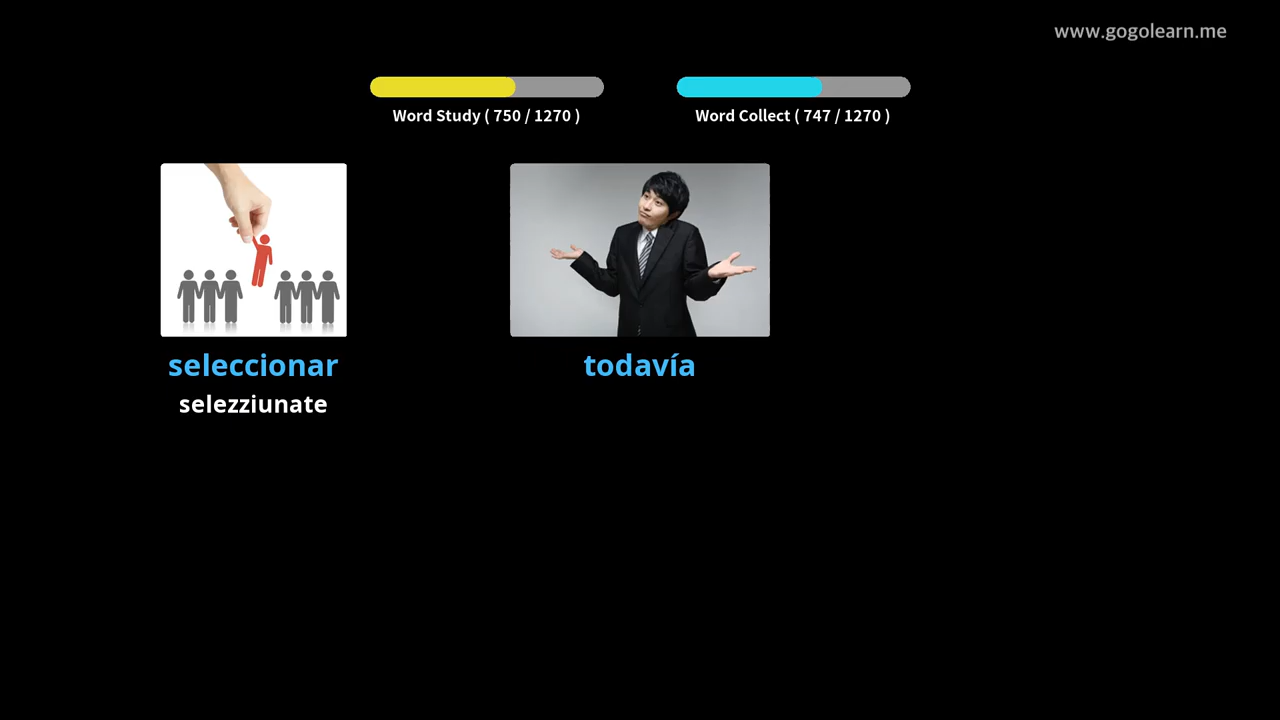 www.gogolearn.me
Word Study ( 750 / 1270 )
Word Collect ( 747 / 1270 )
seleccionar
selezziunate
todavía